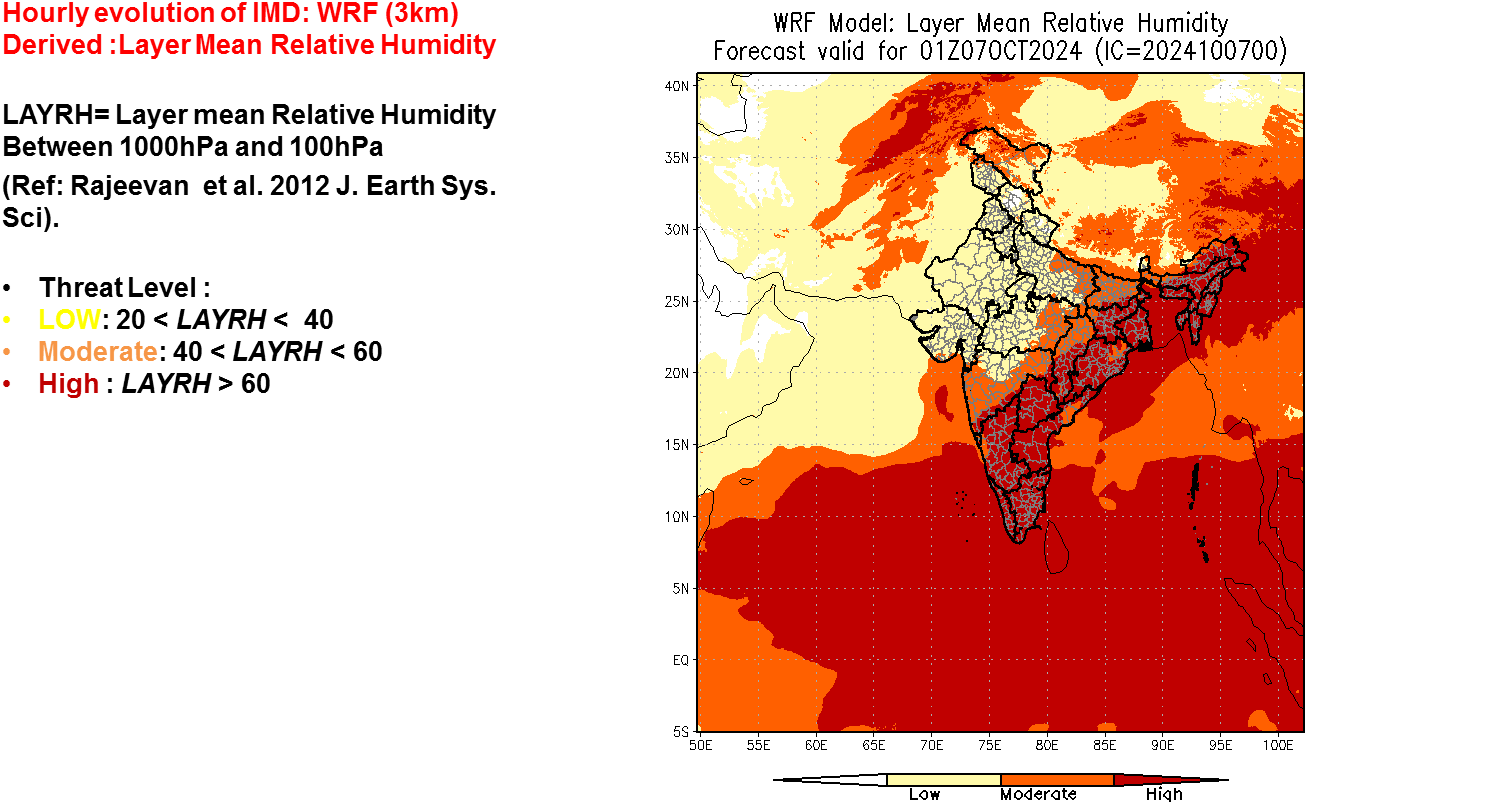 Hourly evolution of IMD: WRF (3km)
Derived :Layer Mean Relative Humidity
LAYRH= Layer mean Relative Humidity
Between 1000hPa and 100hPa
(Ref: Rajeevan et al. 2012 J. Earth Sys.
Sci).
• Threat Level :
• LOW: 20 < LAYRH < 40
• Moderate: 40 < LAYRH < 60
• High : LAYRH > 60
WRF Model: Layer Mean Relative Humidity
Forecast valid for 01Z07OCT2024 (IC=2024100700)
40N
35N
30N
25N
20N
15N
10N
5N
EQ
5S
50E 55E 60E 65E 70E 75E 80E 85E 90E 95E 100E
Low Moderate High